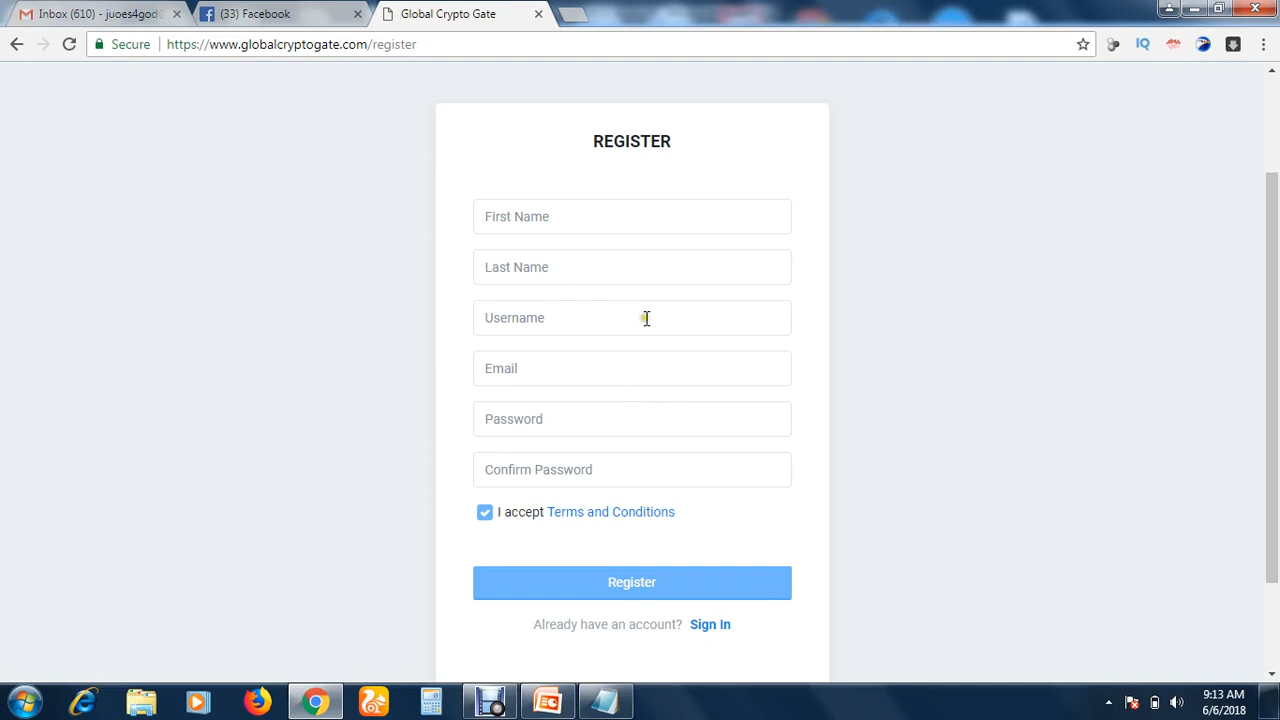 Inbox (610) - juoes4god
(33) Facebook
Global Crypto Gate
Secure
https://www.globalcryptogate.com/register
IQ
REGISTER
First Name
Last Name
Username
Email
Password
Confirm Password
I accept Terms and Conditions
Register
Already have an account? Sign In
9:13 AM
6/6/2018